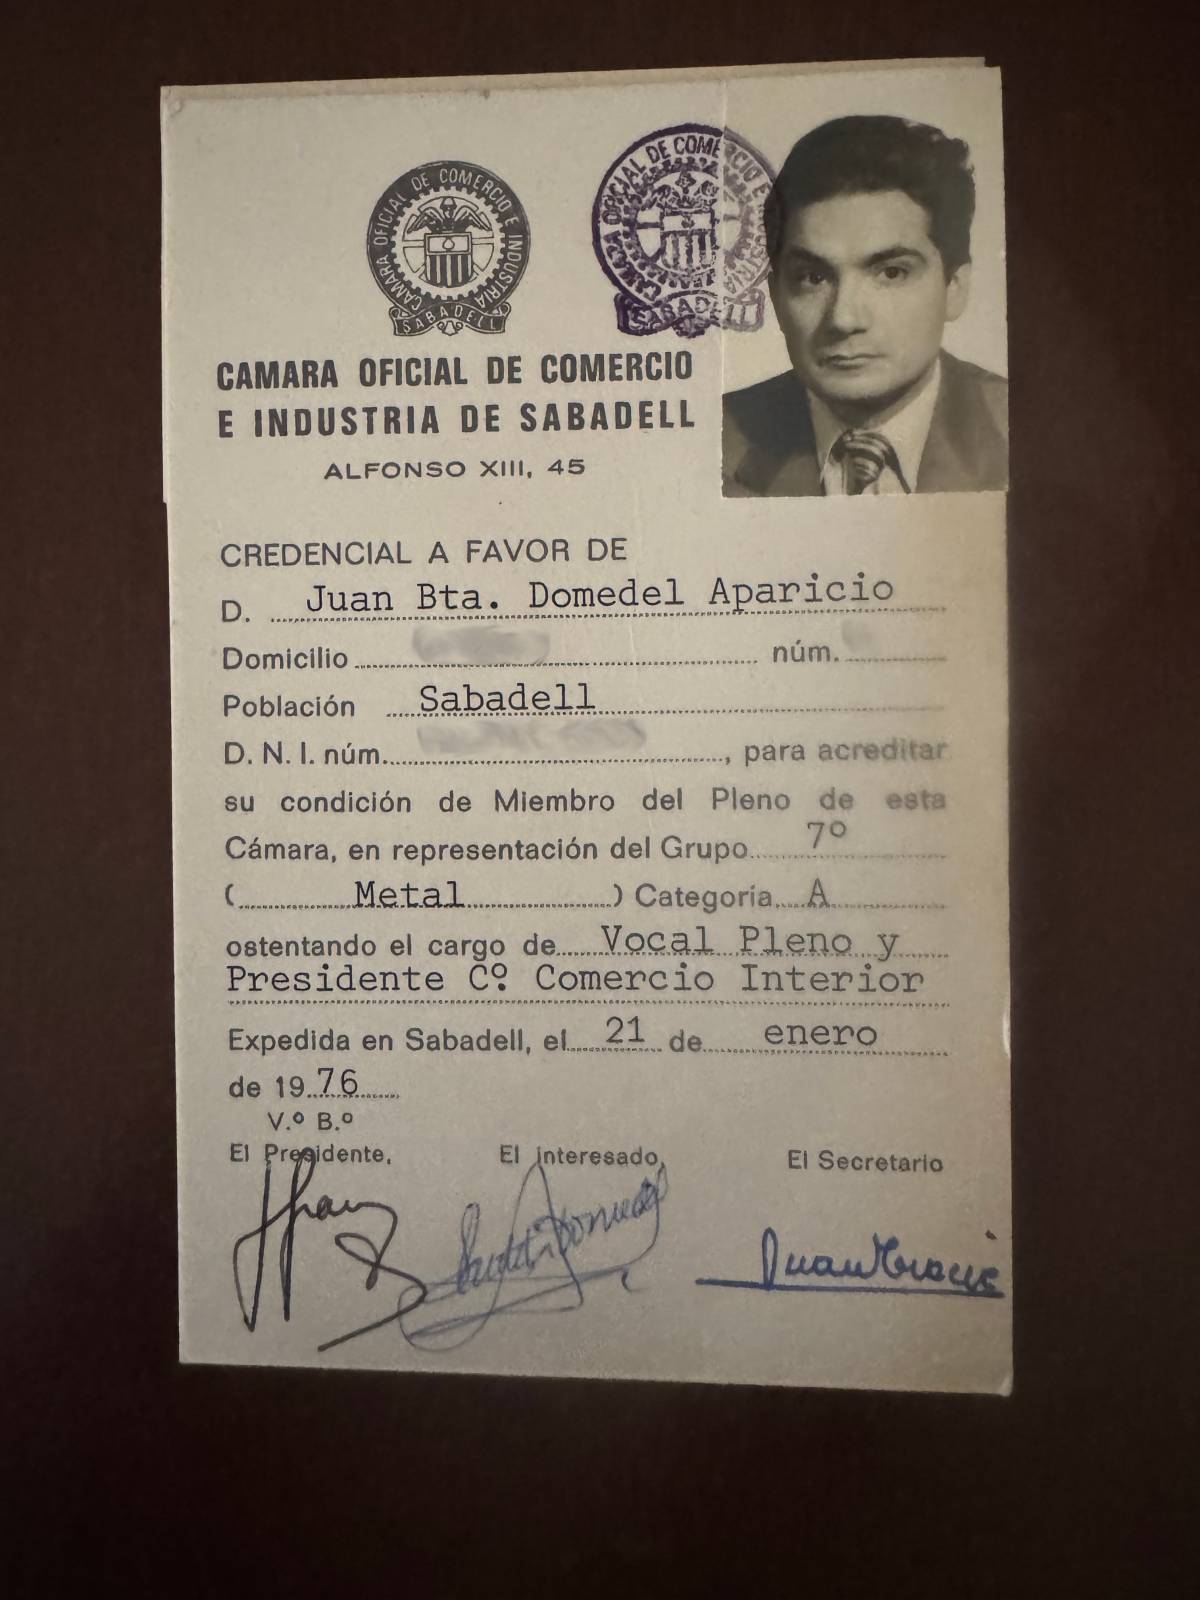 CAMARA OFICIAL DE COMERCIO E INDUSTRIA
SABADELL
CAMARA OFICIAL DE COMERCIO E INDUSTRIA
SABADELL
CAMARA OFICIAL DE COMERCIO
E INDUSTRIA DE SABADELL
ALFONSO XIII, 45
CREDENCIAL A FAVOR DE
D. Juan Bta. Domedel Aparicio
Domicilio núm.
Población Sabadell
D. N. I. núm. , para acreditar
su condición de Miembro del Pleno de esta
Cámara, en representación del Grupo 7º
( Metal ) Categoría A
ostentando el cargo de Vocal Pleno y
Presidente Cº. Comercio Interior
Expedida en Sabadell, el 21 de enero
de 19 76
V.º B.º
El Presidente, El interesado, El Secretario